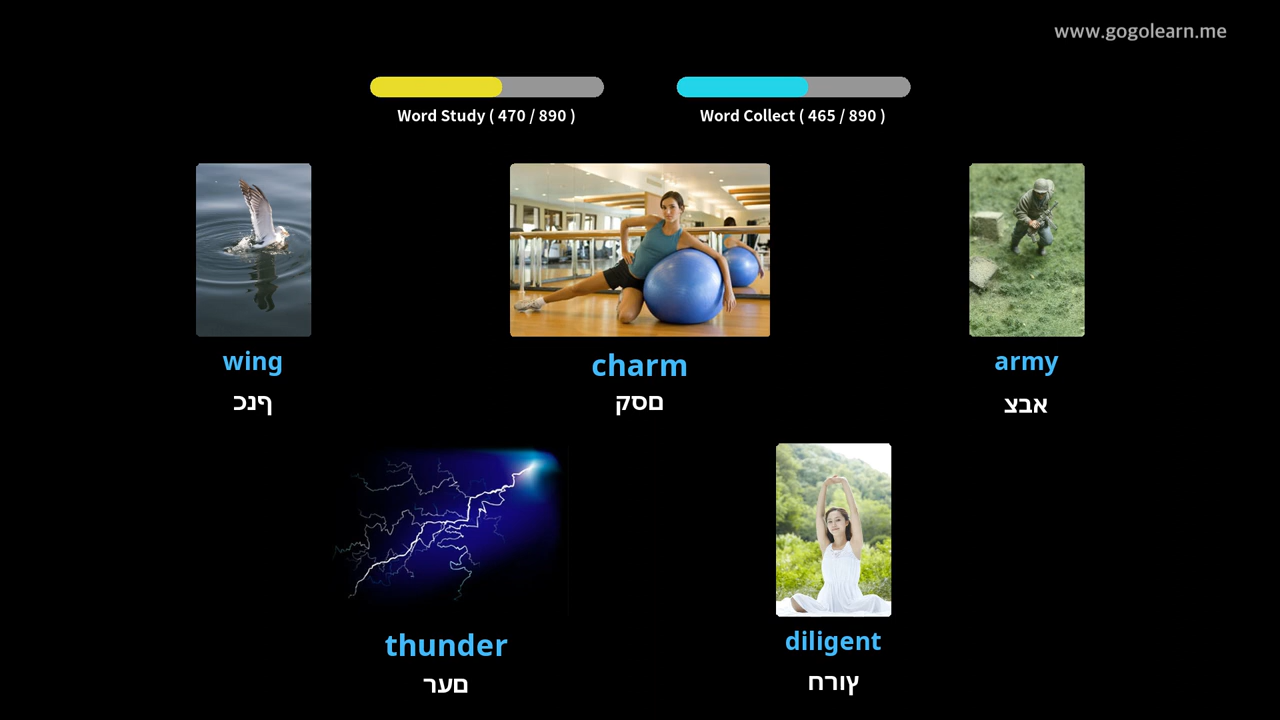 www.gogolearn.me
Word Study ( 470 / 890 )
Word Collect ( 465 / 890 )
wing
כנף
charm
קסם
army
צבא
thunder
רעם
diligent
חרוץ